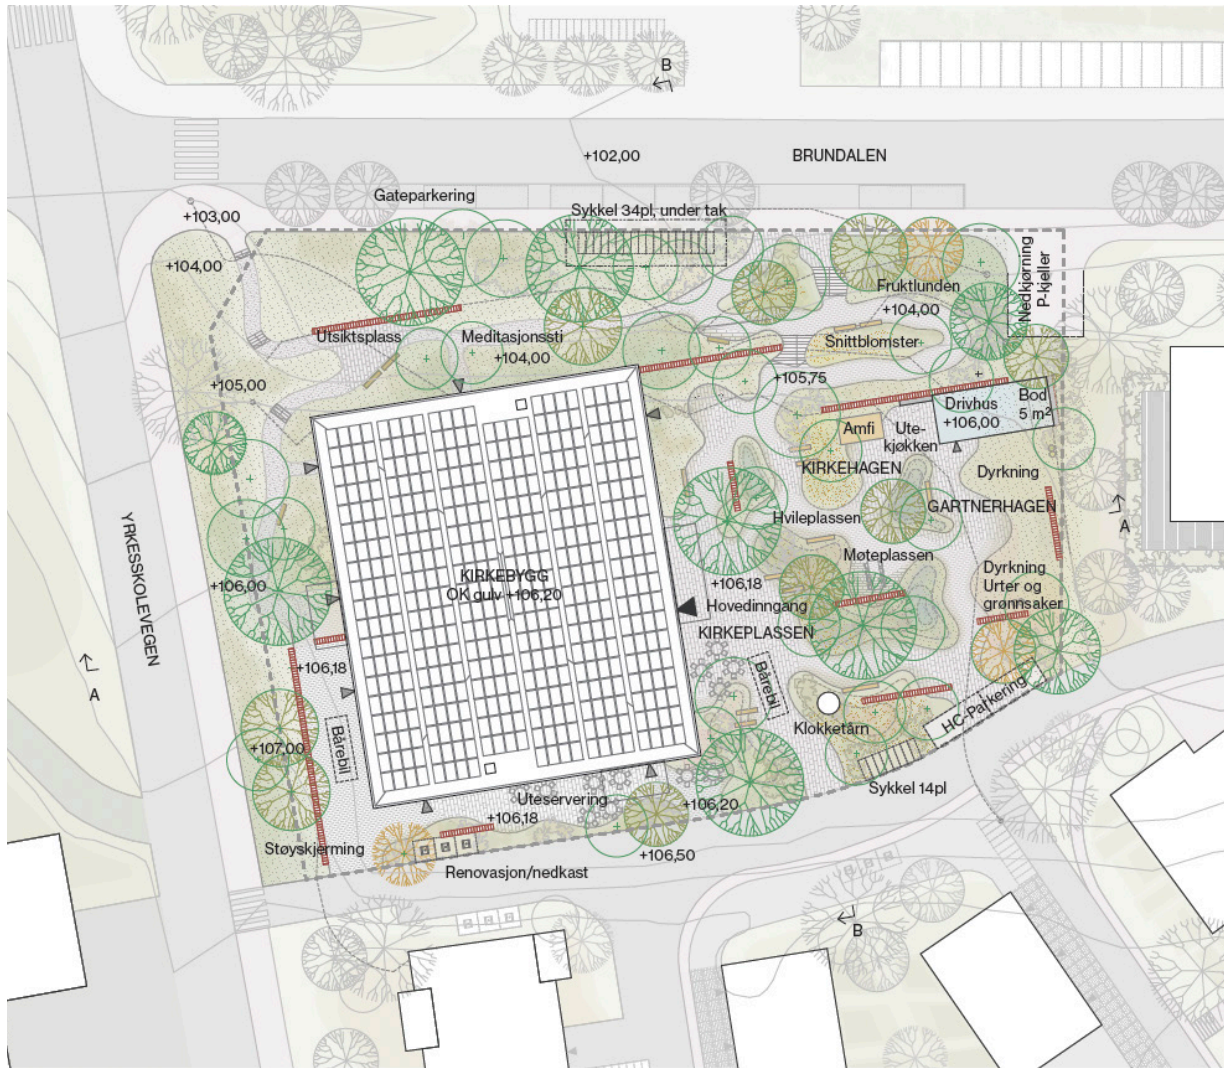 B
+102,00
BRUNDALEN
Gateparkering
Sykkel 34pl, under tak
+103,00
+104,00
Nedkjørning
P-kjeller
Fruktlunden
+104,00
Utsiktsplass
Meditasjonssti
+104,00
Snittblomster
+105,00
+105,75
Drivhus
+106,00
Bod
5 m²
Amfi
Ute-
kjøkken
KIRKEHAGEN
Dyrkning
GARTNERHAGEN
A
Hvileplassen
Møteplassen
YRKESSKOLEVEGEN
KIRKEBYGG
OK gulv +106,20
+106,00
+106,18
Dyrkning
Urter og
grønnsaker
Hovedinngang
KIRKEPLASSEN
+106,18
A
Bårebil
HC-Parkering
Klokketårn
+107,00
Bårebil
Sykkel 14pl
Uteservering
+106,20
+106,18
Støyskjerming
+106,50
Renovasjon/nedkast
B